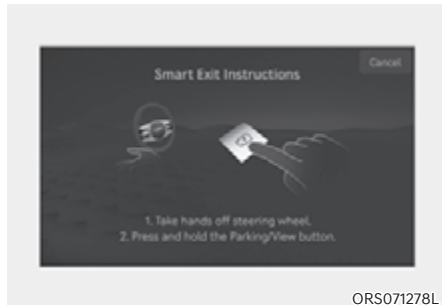 Cancel
Smart Exit Instructions
1. Take hands off steering wheel.
2. Press and hold the Parking/View button.
ORS071278L